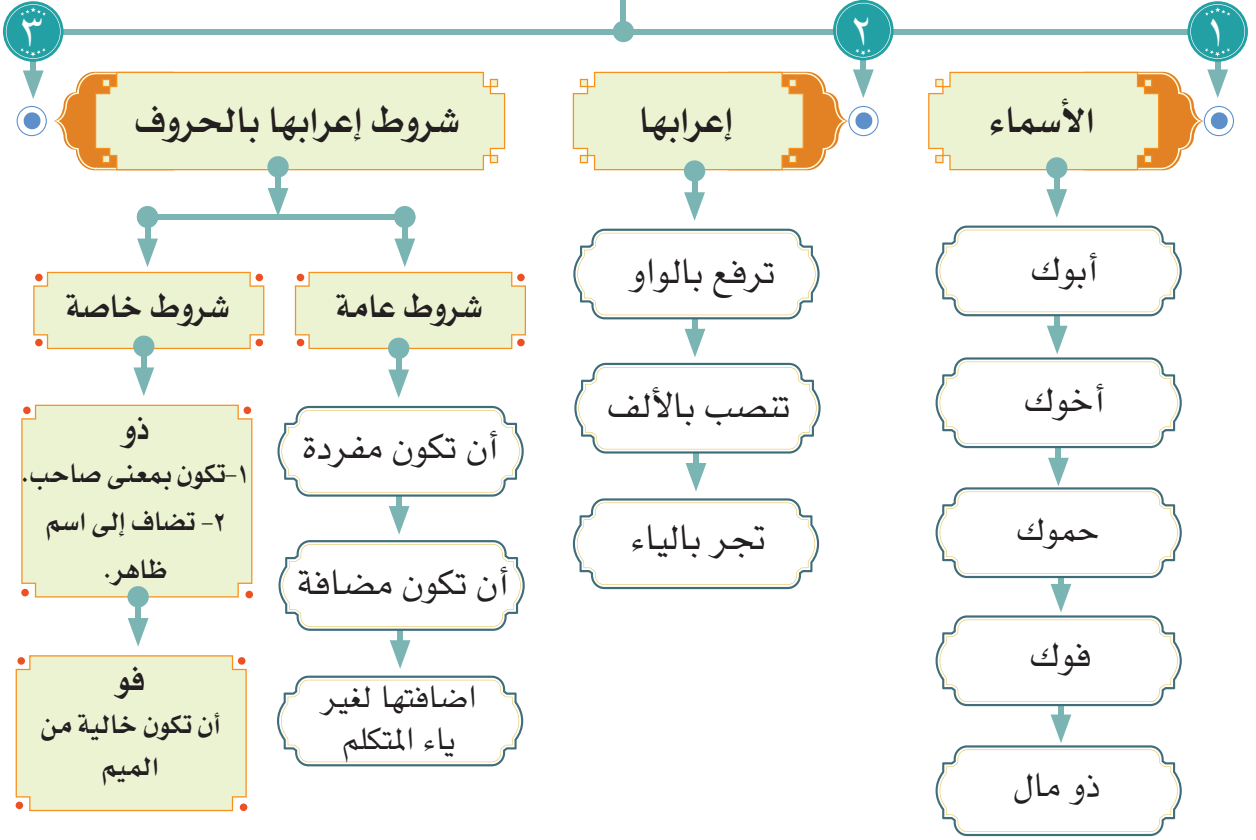 ١
الأسماء
أبوك
أخوك
حموك
فوك
ذو مال
٢
إعرابها
ترفع بالواو
تنصب بالألف
تجر بالياء
٣
شروط إعرابها بالحروف
شروط عامة
أن تكون مفردة
أن تكون مضافة
اضافتها لغير
ياء المتكلم
شروط خاصة
ذو
١-تكون بمعنى صاحب.
٢- تضاف إلى اسم
ظاهر.
فو
أن تكون خالية من
الميم